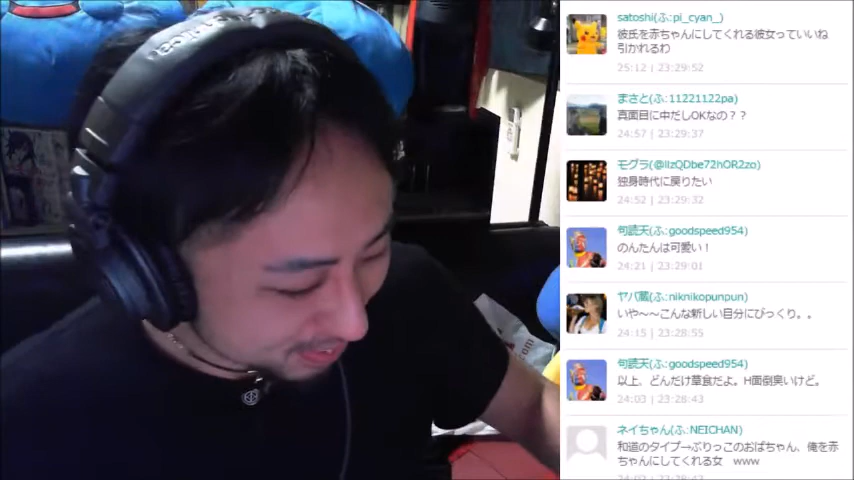 satoshi(ふ:pi_cyan_)
彼氏を赤ちゃんにしてくれる彼女っていいね
引かれるわ
25:12 | 23:29:52
まさと(ふ:11221122pa)
真面目に中だしOKなの？？
24:57 | 23:29:37
モグラ(@IlzQDbe72hOR2zo)
独身時代に戻りたい
24:52 | 23:29:32
句読天(ふ:goodspeed954)
のんたんは可愛い！
24:21 | 23:29:01
ヤバ蔵(ふ:niknikopunpun)
いや～～こんな新しい自分にびっくり。。
24:15 | 23:28:55
句読天(ふ:goodspeed954)
以上、どんだけ草食だよ。H面倒臭いけど。
24:03 | 23:28:43
ネイちゃん(ふ:NEICHAN)
和道のタイプ→ぶりっこのおばちゃん、俺を赤
ちゃんにしてくれる女　www